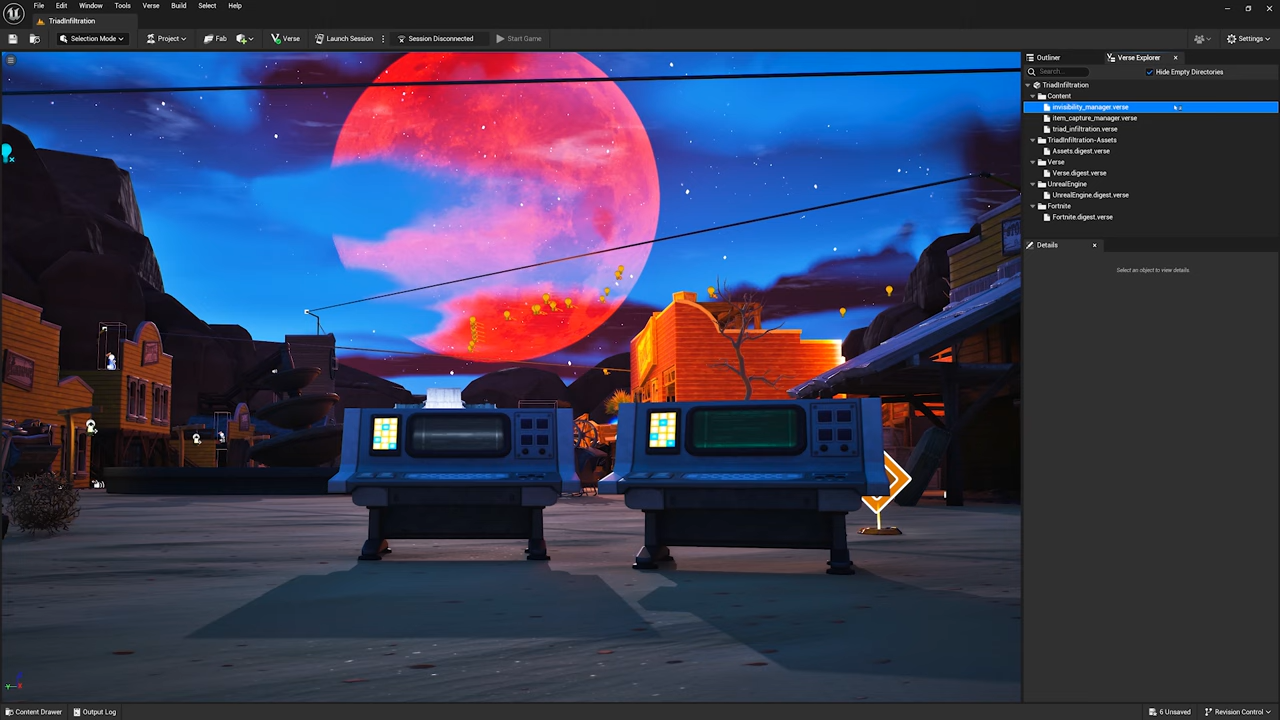 File Edit Window Tools Verse Build Select Help
TriadInfiltration
Selection Mode Project Fab Verse Launch Session Session Disconnected Start Game Settings
Outliner Verse Explorer
Search... Hide Empty Directories
TriadInfiltration
Content
invisibility_manager.verse
item_capture_manager.verse
triad_infiltration.verse
TriadInfiltration-Assets
Assets.digest.verse
Verse
Verse.digest.verse
UnrealEngine
UnrealEngine.digest.verse
Fortnite
Fortnite.digest.verse
Details
Select an object to view details.
Content Drawer Output Log 6 Unsaved Revision Control